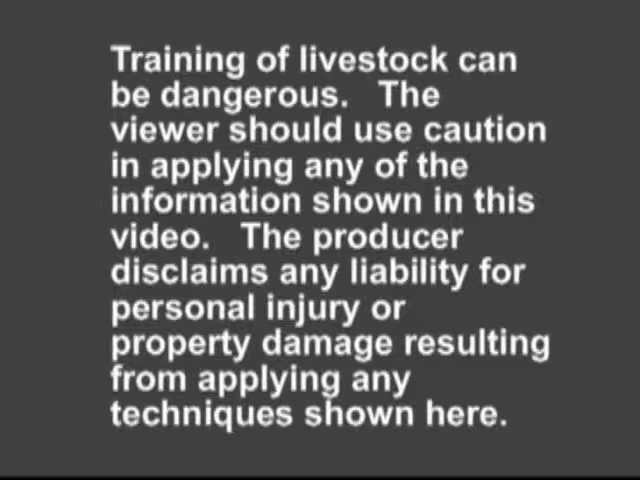 Training of livestock can
be dangerous. The
viewer should use caution
in applying any of the
information shown in this
video. The producer
disclaims any liability for
personal injury or
property damage resulting
from applying any
techniques shown here.